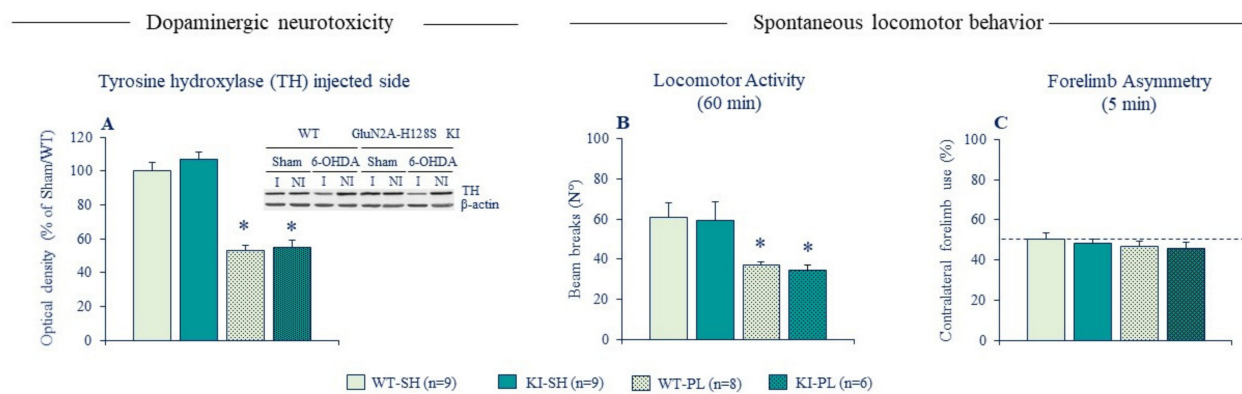 Dopaminergic neurotoxicity
Spontaneous locomotor behavior
Tyrosine hydroxylase (TH) injected side
A
Optical density (% of Sham/WT)
120
100
80
60
40
20
0
WT GluN2A-H128S KI
Sham 6-OHDA Sham 6-OHDA
I NI I NI I NI I NI
TH
β-actin
* *
Locomotor Activity
(60 min)
B
Beam breaks (Nº)
100
80
60
40
20
0
* *
Forelimb Asymmetry
(5 min)
C
Contralateral forelimb use (%)
100
80
60
40
20
0
WT-SH (n=9) KI-SH (n=9) WT-PL (n=8) KI-PL (n=6)